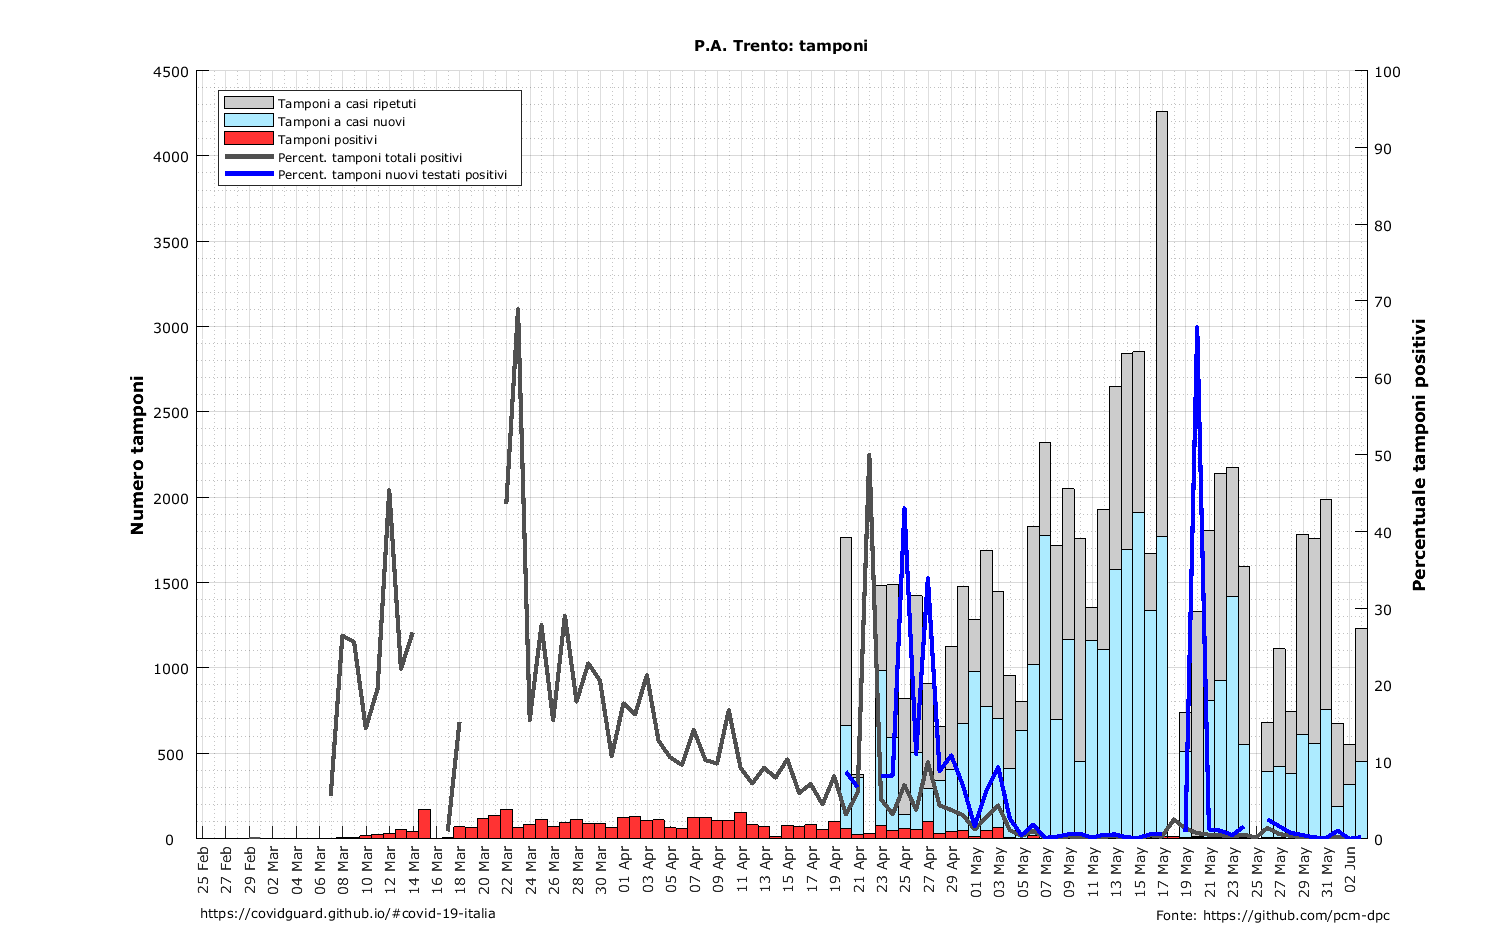 P.A. Trento: tamponi
4500
4000
3500
3000
2500
2000
1500
1000
500
0
Numero tamponi
Tamponi a casi ripetuti
Tamponi a casi nuovi
Tamponi positivi
Percent. tamponi totali positivi
Percent. tamponi nuovi testati positivi
100
90
80
70
60
50
40
30
20
10
0
Percentuale tamponi positivi
25 Feb
27 Feb
29 Feb
02 Mar
04 Mar
06 Mar
08 Mar
10 Mar
12 Mar
14 Mar
16 Mar
18 Mar
20 Mar
22 Mar
24 Mar
26 Mar
28 Mar
30 Mar
01 Apr
03 Apr
05 Apr
07 Apr
09 Apr
11 Apr
13 Apr
15 Apr
17 Apr
19 Apr
21 Apr
23 Apr
25 Apr
27 Apr
29 Apr
01 May
03 May
05 May
07 May
09 May
11 May
13 May
15 May
17 May
19 May
21 May
23 May
25 May
27 May
29 May
31 May
02 Jun
https://covidguard.github.io/#covid-19-italia
Fonte: https://github.com/pcm-dpc